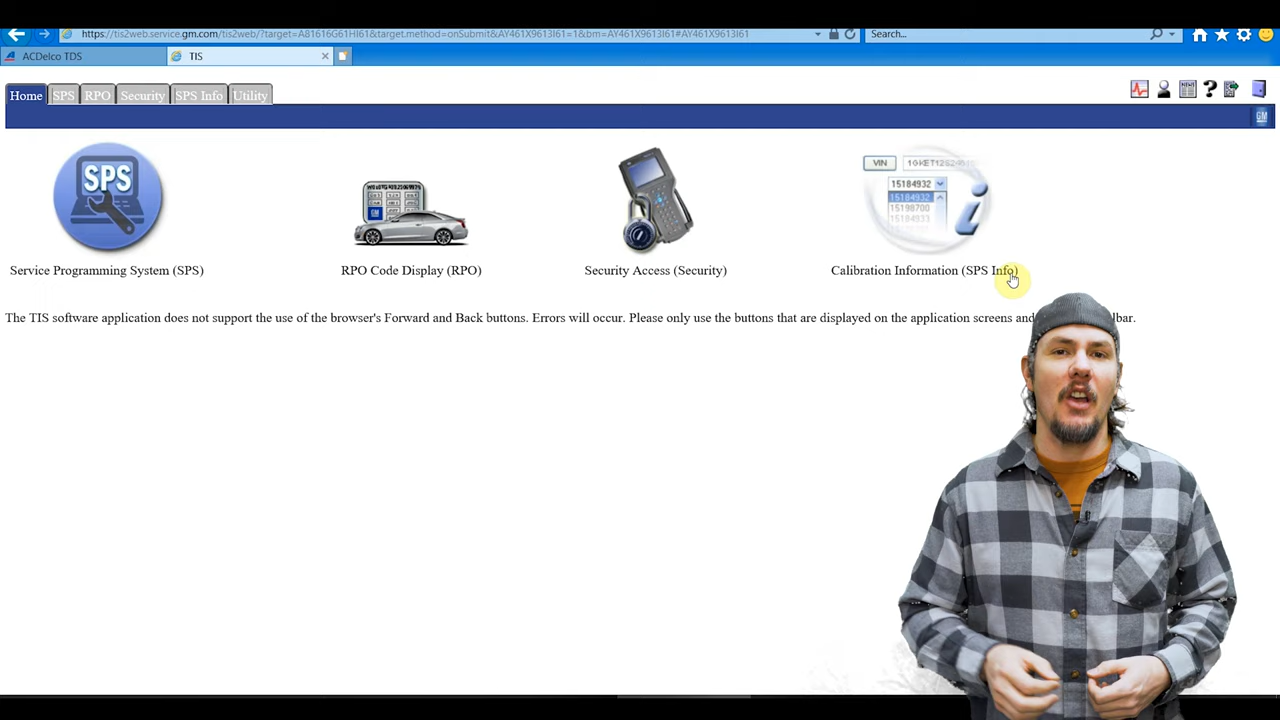 https://tis2web.service.gm.com/tis2web/?target=A81616G61HI61&target.method=onSubmit&AY461X9613I61=1&bm=AY461X9613I61#AY461X9613I61
Search...
ACDelco TDS
TIS
Home
SPS
RPO
Security
SPS Info
Utility
GM
SPS
GM
VIN
15184932
15184932
15198700
15184933
Service Programming System (SPS)
RPO Code Display (RPO)
Security Access (Security)
Calibration Information (SPS Info)
The TIS software application does not support the use of the browser's Forward and Back buttons. Errors will occur. Please only use the buttons that are displayed on the application screens and lbar.